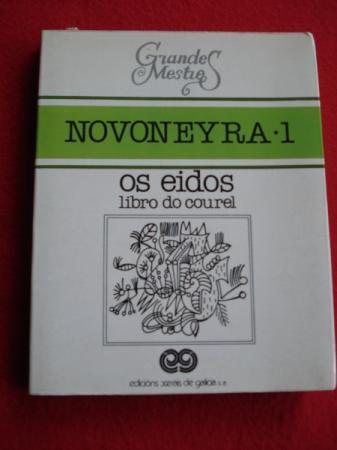 Grandes
Mestres
NOVONEYRA·1
os eidos
libro do courel
edicións xerais de galicia s.a